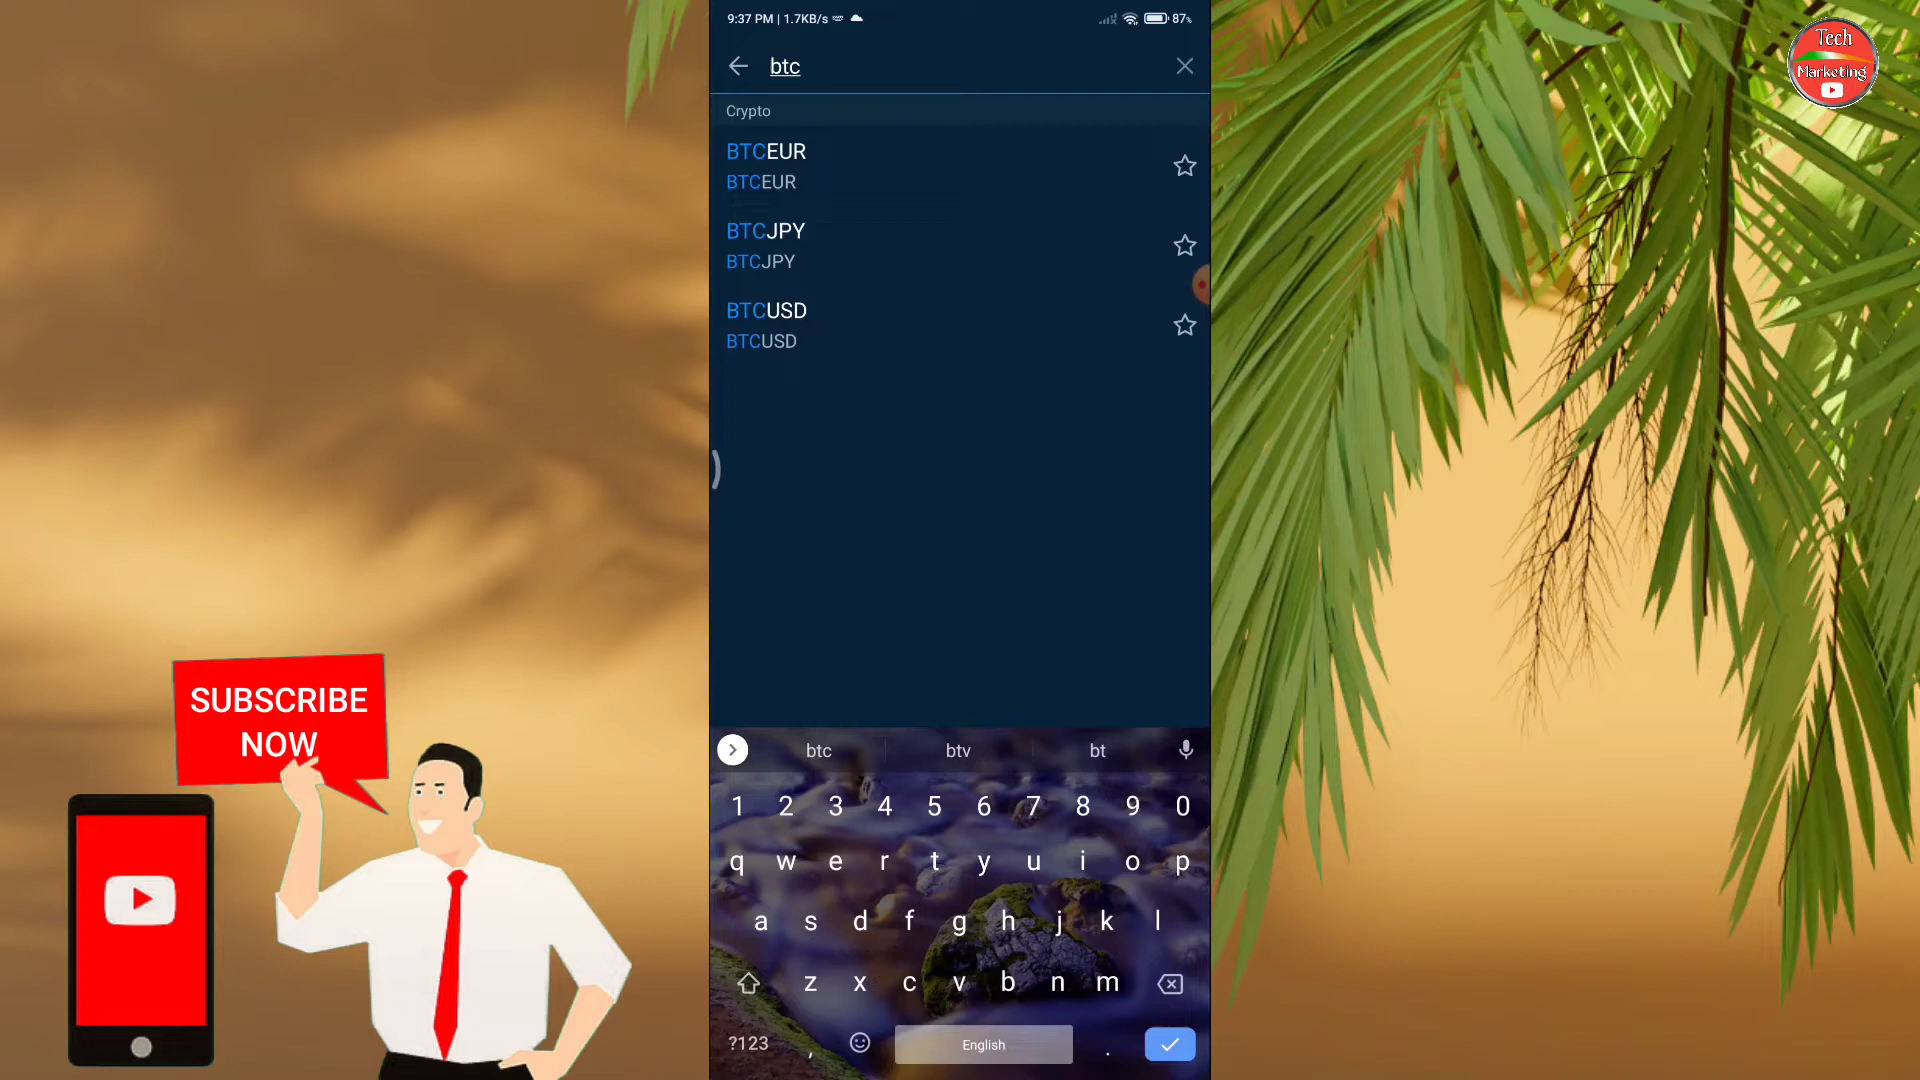 9:37 PM | 1.7KB/s
87%
btc
Crypto
BTCEUR
BTCEUR
BTCJPY
BTCJPY
BTCUSD
BTCUSD
btc btv bt
1 2 3 4 5 6 7 8 9 0
q w e r t y u i o p
a s d f g h j k l
z x c v b n m
?123 , English .
Tech
Marketing
SUBSCRIBE
NOW